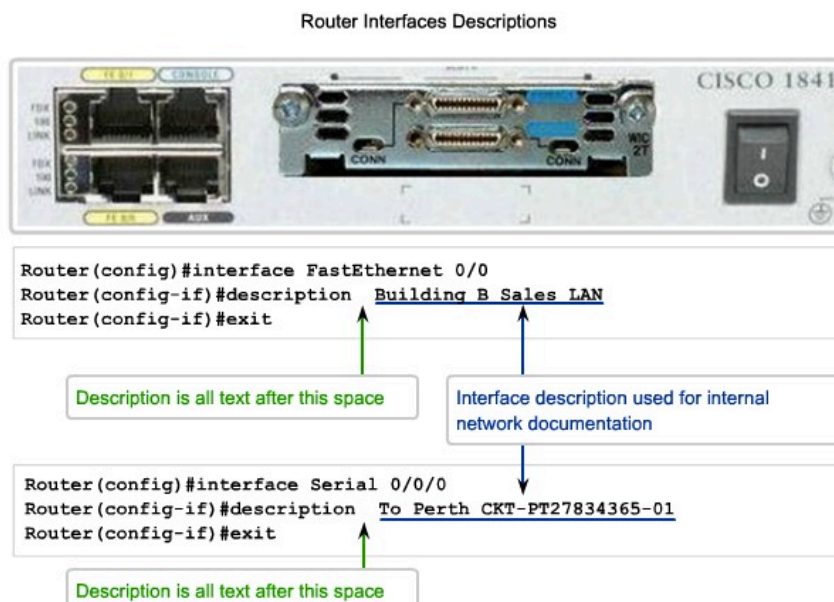 Router Interfaces Descriptions
FE 0/1
CONSOLE
CISCO 1841
FDX
100
LINK
WIC
2T
CONN
CONN
FDX
100
LINK
FE 0/0
AUX
Router(config)#interface FastEthernet 0/0
Router(config-if)#description Building B Sales LAN
Router(config-if)#exit
Description is all text after this space
Interface description used for internal
network documentation
Router(config)#interface Serial 0/0/0
Router(config-if)#description To Perth CKT-PT27834365-01
Router(config-if)#exit
Description is all text after this space